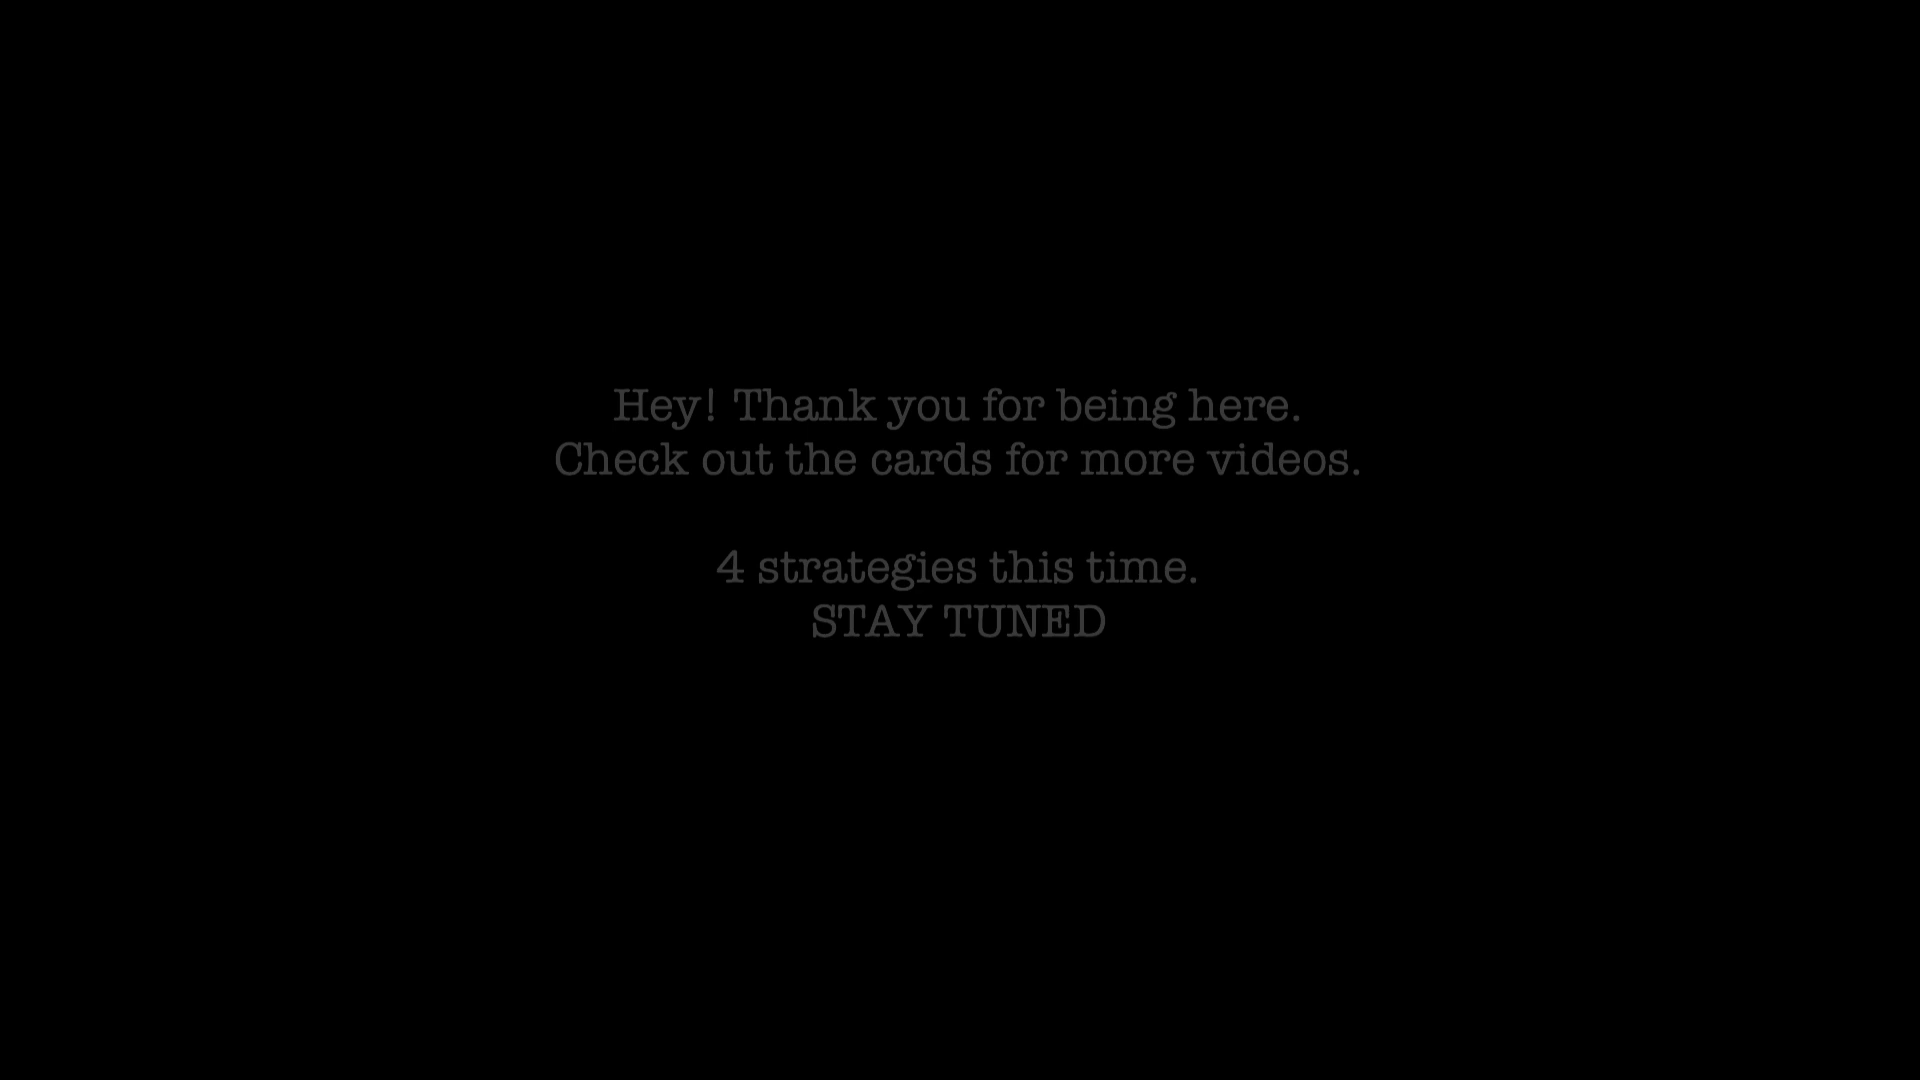 Hey! Thank you for being here.
Check out the cards for more videos.
4 strategies this time.
STAY TUNED